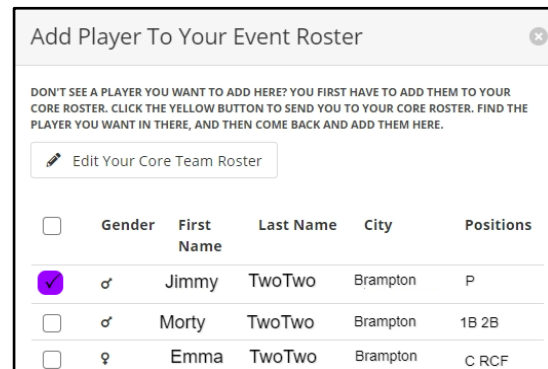 Add Player To Your Event Roster
DON'T SEE A PLAYER YOU WANT TO ADD HERE? YOU FIRST HAVE TO ADD THEM TO YOUR
CORE ROSTER. CLICK THE YELLOW BUTTON TO SEND YOU TO YOUR CORE ROSTER. FIND THE
PLAYER YOU WANT IN THERE, AND THEN COME BACK AND ADD THEM HERE.
Edit Your Core Team Roster
Gender First Name Last Name City Positions
♂ Jimmy TwoTwo Brampton P
♂ Morty TwoTwo Brampton 1B 2B
♀ Emma TwoTwo Brampton C RCF